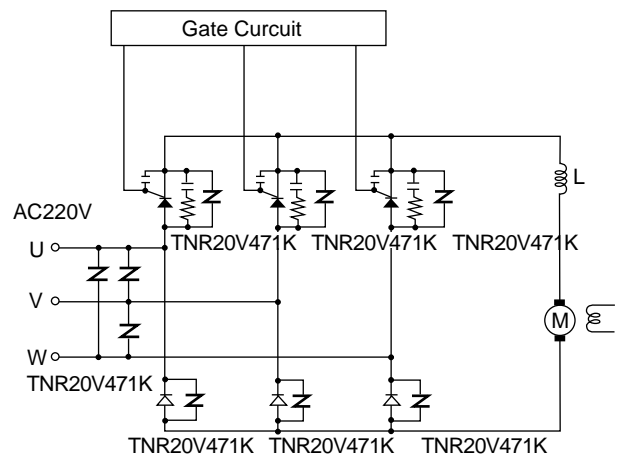 Gate Curcuit
L
AC220V
TNR20V471K TNR20V471K TNR20V471K
U
V
M
W
TNR20V471K
TNR20V471K TNR20V471K TNR20V471K